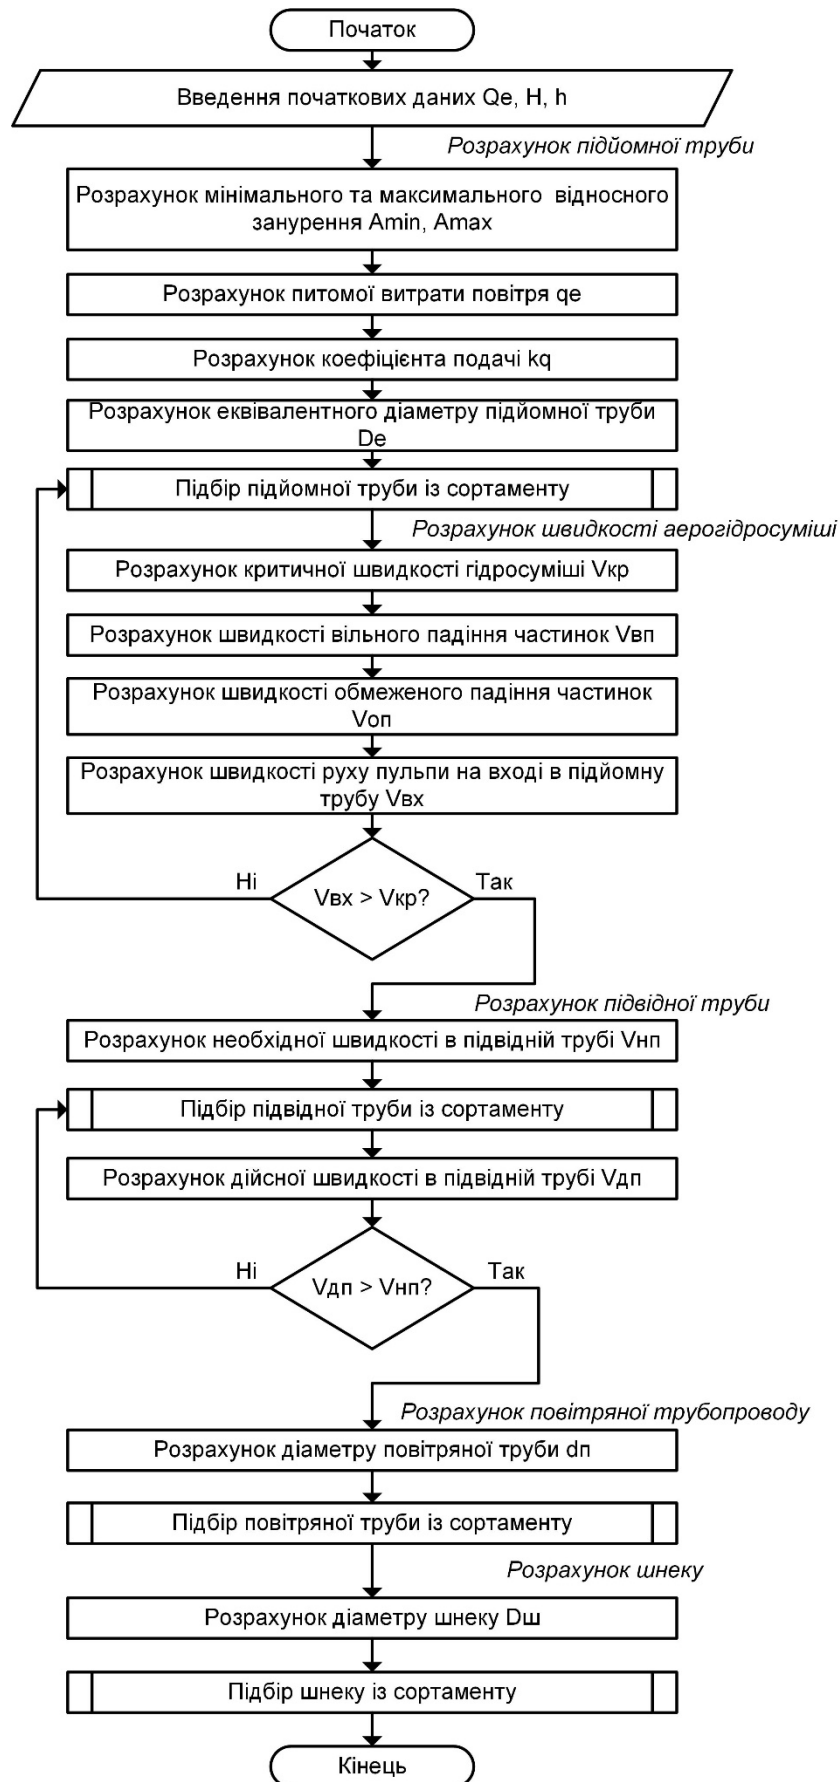 Початок
Введення початкових даних Qe, H, h
Розрахунок підйомної труби
Розрахунок мінімального та максимального відносного
занурення Amin, Amax
Розрахунок питомої витрати повітря qe
Розрахунок коефіцієнта подачі kq
Розрахунок еквівалентного діаметру підйомної труби
De
Підбір підйомної труби із сортаменту
Розрахунок швидкості аерогідросуміші
Розрахунок критичної швидкості гідросуміші Vкр
Розрахунок швидкості вільного падіння частинок Vвп
Розрахунок швидкості обмеженого падіння частинок
Vоп
Розрахунок швидкості руху пульпи на вході в підйомну
трубу Vвх
Ні
Vвх > Vкр?
Так
Розрахунок підвідної труби
Розрахунок необхідної швидкості в підвідній трубі Vнп
Підбір підвідної труби із сортаменту
Розрахунок дійсної швидкості в підвідній трубі Vдп
Ні
Vдп > Vнп?
Так
Розрахунок повітряної трубопроводу
Розрахунок діаметру повітряної труби dп
Підбір повітряної труби із сортаменту
Розрахунок шнеку
Розрахунок діаметру шнеку Dш
Підбір шнеку із сортаменту
Кінець